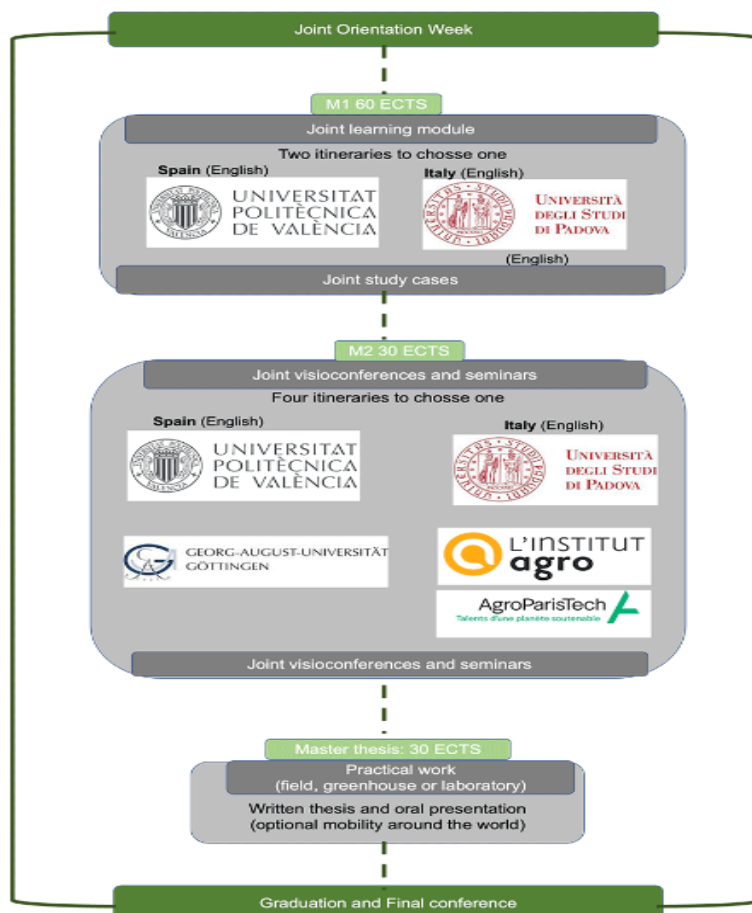 Joint Orientation Week
M1 60 ECTS
Joint learning module
Two itineraries to chosse one
Spain (English)
Italy (English)
UNIVERSITAT
POLITÈCNICA
DE VALÈNCIA
UNIVERSITÀ
DEGLI STUDI
DI PADOVA
(English)
Joint study cases
M2 30 ECTS
Joint visioconferences and seminars
Four itineraries to chosse one
Spain (English)
Italy (English)
UNIVERSITAT
POLITÈCNICA
DE VALÈNCIA
UNIVERSITÀ
DEGLI STUDI
DI PADOVA
GEORG-AUGUST-UNIVERSITÄT
GÖTTINGEN
L'INSTITUT
agro
AgroParisTech
Talents d'une planète soutenable
Joint visioconferences and seminars
Master thesis: 30 ECTS
Practical work
(field, greenhouse or laboratory)
Written thesis and oral presentation
(optional mobility around the world)
Graduation and Final conference